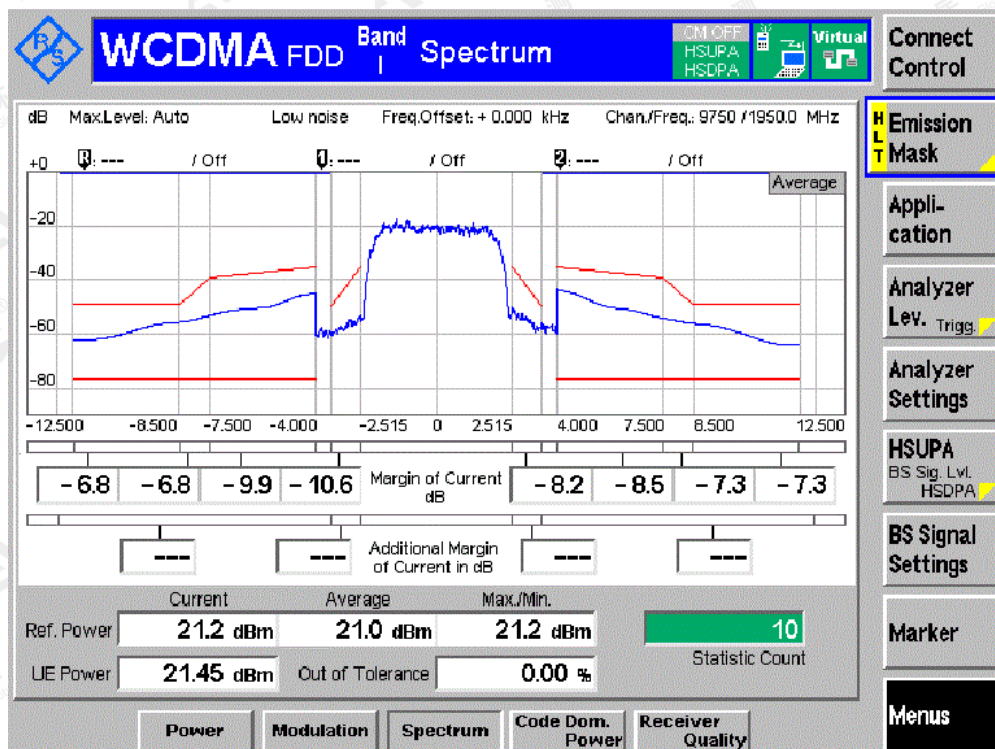 R/S
WCDMA FDD Band I Spectrum
CM OFF
HSUPA
HSDPA
Virtual
Connect
Control
dB Max.Level: Auto Low noise Freq.Offset: + 0.000 kHz Chan./Freq.: 9750 / 1950.0 MHz
HLT
Emission
Mask
+0 R: --- / Off 1: --- / Off 2: --- / Off
Average
-20
-40
-60
-80
-12.500 -8.500 -7.500 -4.000 -2.515 0 2.515 4.000 7.500 8.500 12.500
Appli-
cation
Analyzer
Lev. Trigg.
Analyzer
Settings
-6.8 -6.8 -9.9 -10.6 Margin of Current dB -8.2 -8.5 -7.3 -7.3
HSUPA
BS Sig. Lvl.
HSDPA
--- --- Additional Margin of Current in dB --- ---
BS Signal
Settings
Current Average Max./Min.
Ref. Power 21.2 dBm 21.0 dBm 21.2 dBm
10
Statistic Count
UE Power 21.45 dBm Out of Tolerance 0.00 %
Marker
Menus
Power Modulation Spectrum Code Dom. Power Receiver Quality